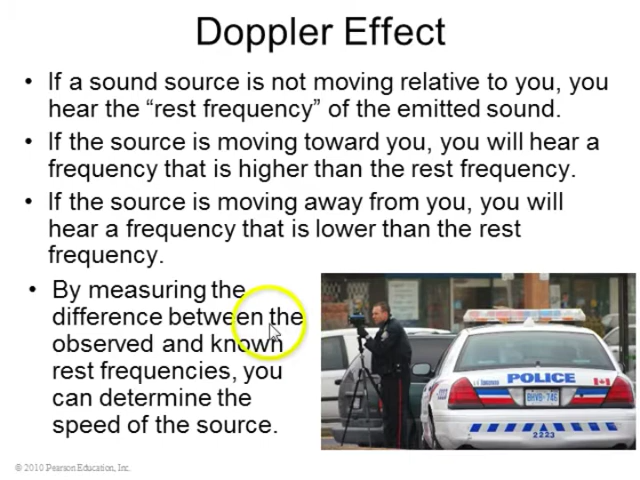 Doppler Effect
• If a sound source is not moving relative to you, you
hear the “rest frequency” of the emitted sound.
• If the source is moving toward you, you will hear a
frequency that is higher than the rest frequency.
• If the source is moving away from you, you will
hear a frequency that is lower than the rest
frequency.
• By measuring the
difference between the
observed and known
rest frequencies, you
can determine the
speed of the source.
POLICE
2223
© 2010 Pearson Education, Inc.